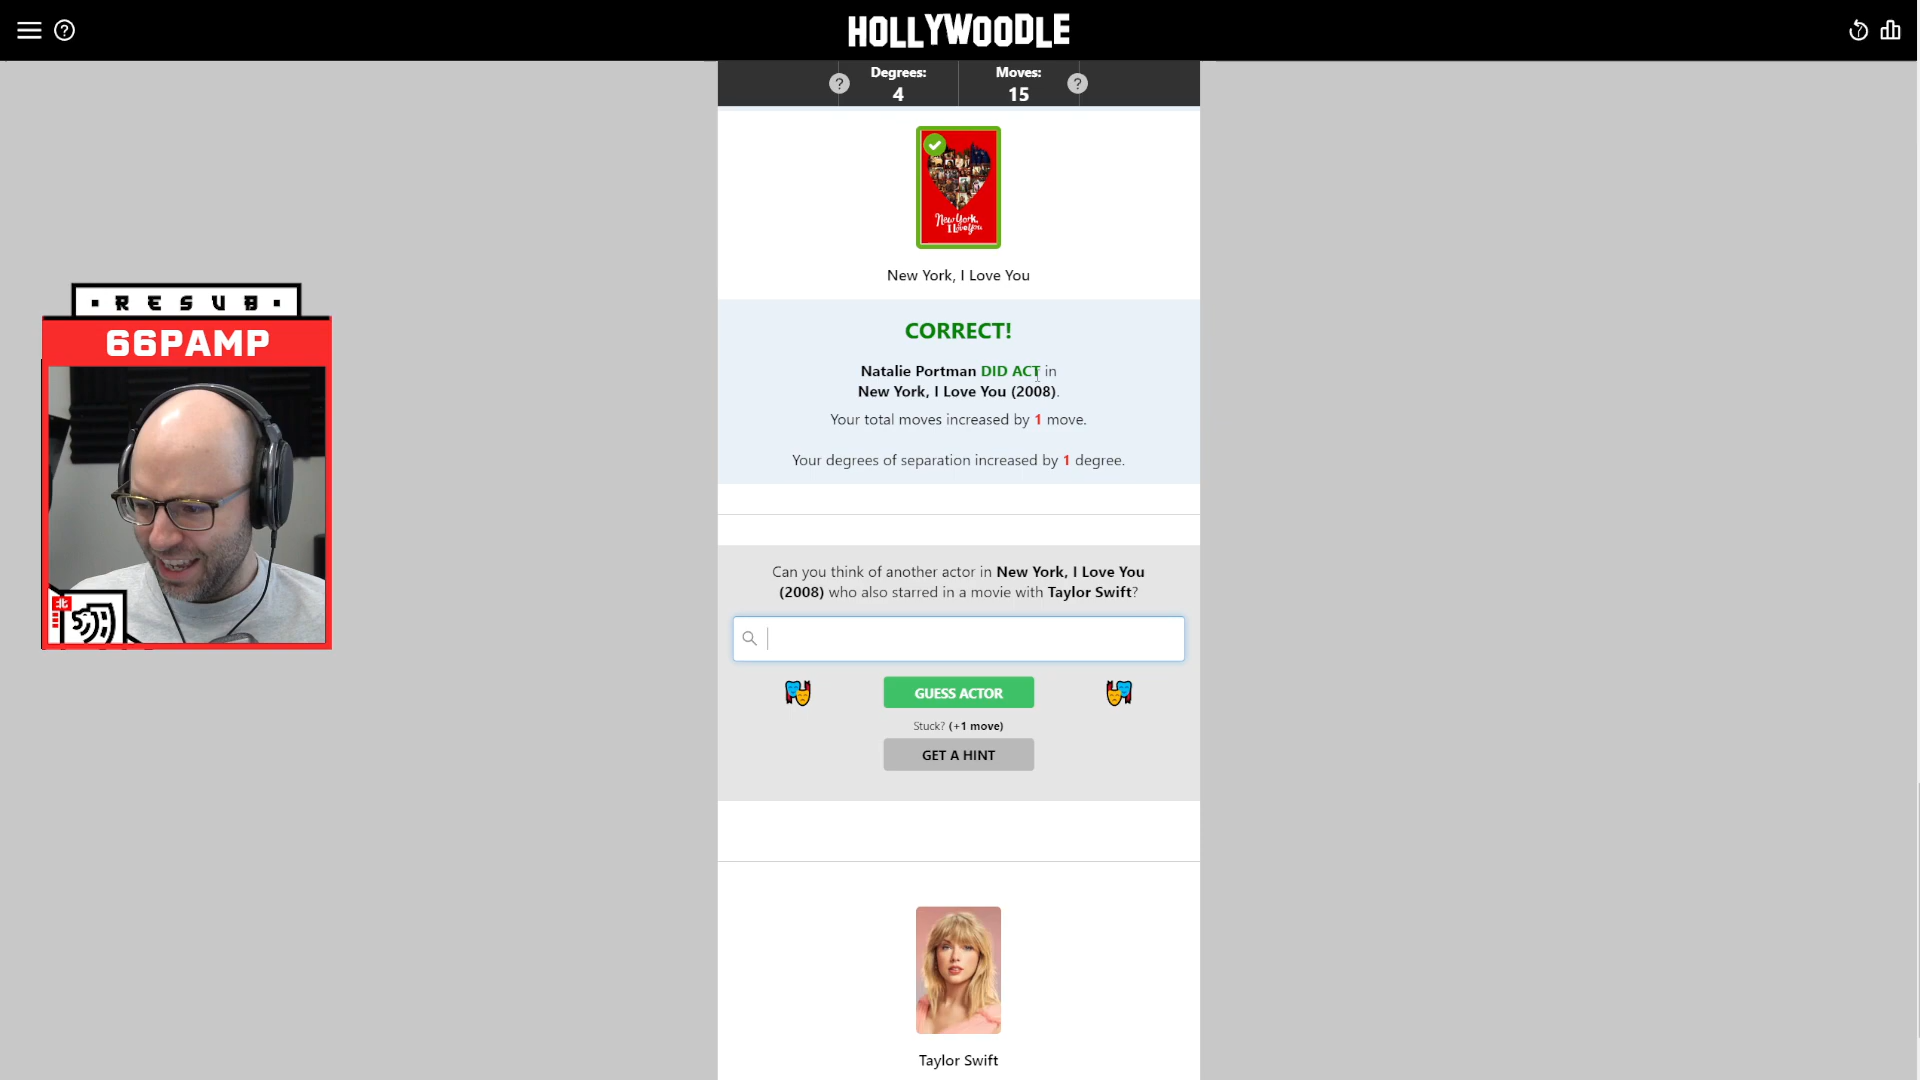 HOLLYWOODLE
Degrees:
4
Moves:
15
New York,
I Love You
New York, I Love You
CORRECT!
Natalie Portman DID ACT in
New York, I Love You (2008).
Your total moves increased by 1 move.
Your degrees of separation increased by 1 degree.
RESUB
66PAMP
Can you think of another actor in New York, I Love You
(2008) who also starred in a movie with Taylor Swift?
GUESS ACTOR
Stuck? (+1 move)
GET A HINT
Taylor Swift